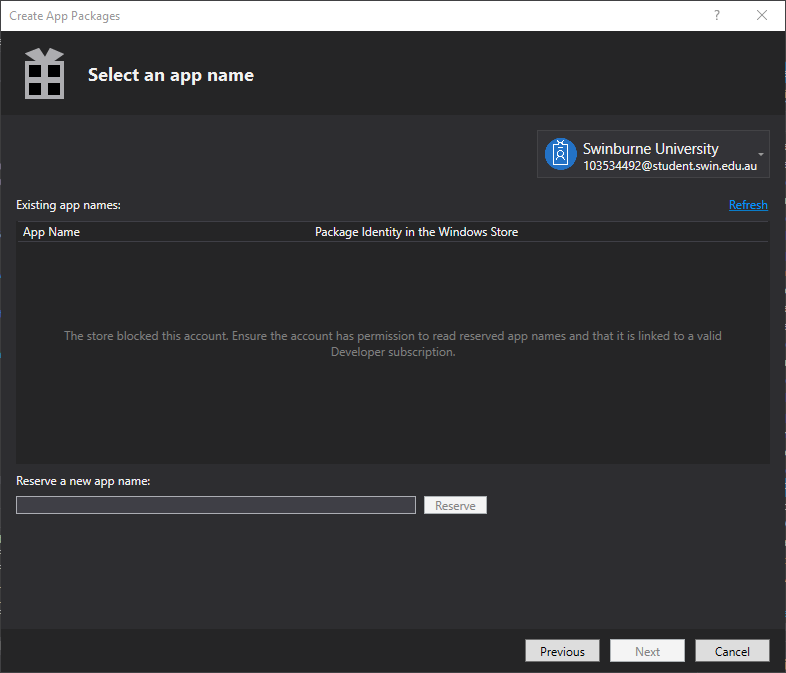 Create App Packages
?
Select an app name
Swinburne University
103534492@student.swin.edu.au
Existing app names:
Refresh
App Name
Package Identity in the Windows Store
The store blocked this account. Ensure the account has permission to read reserved app names and that it is linked to a valid
Developer subscription.
Reserve a new app name:
Reserve
Previous
Next
Cancel